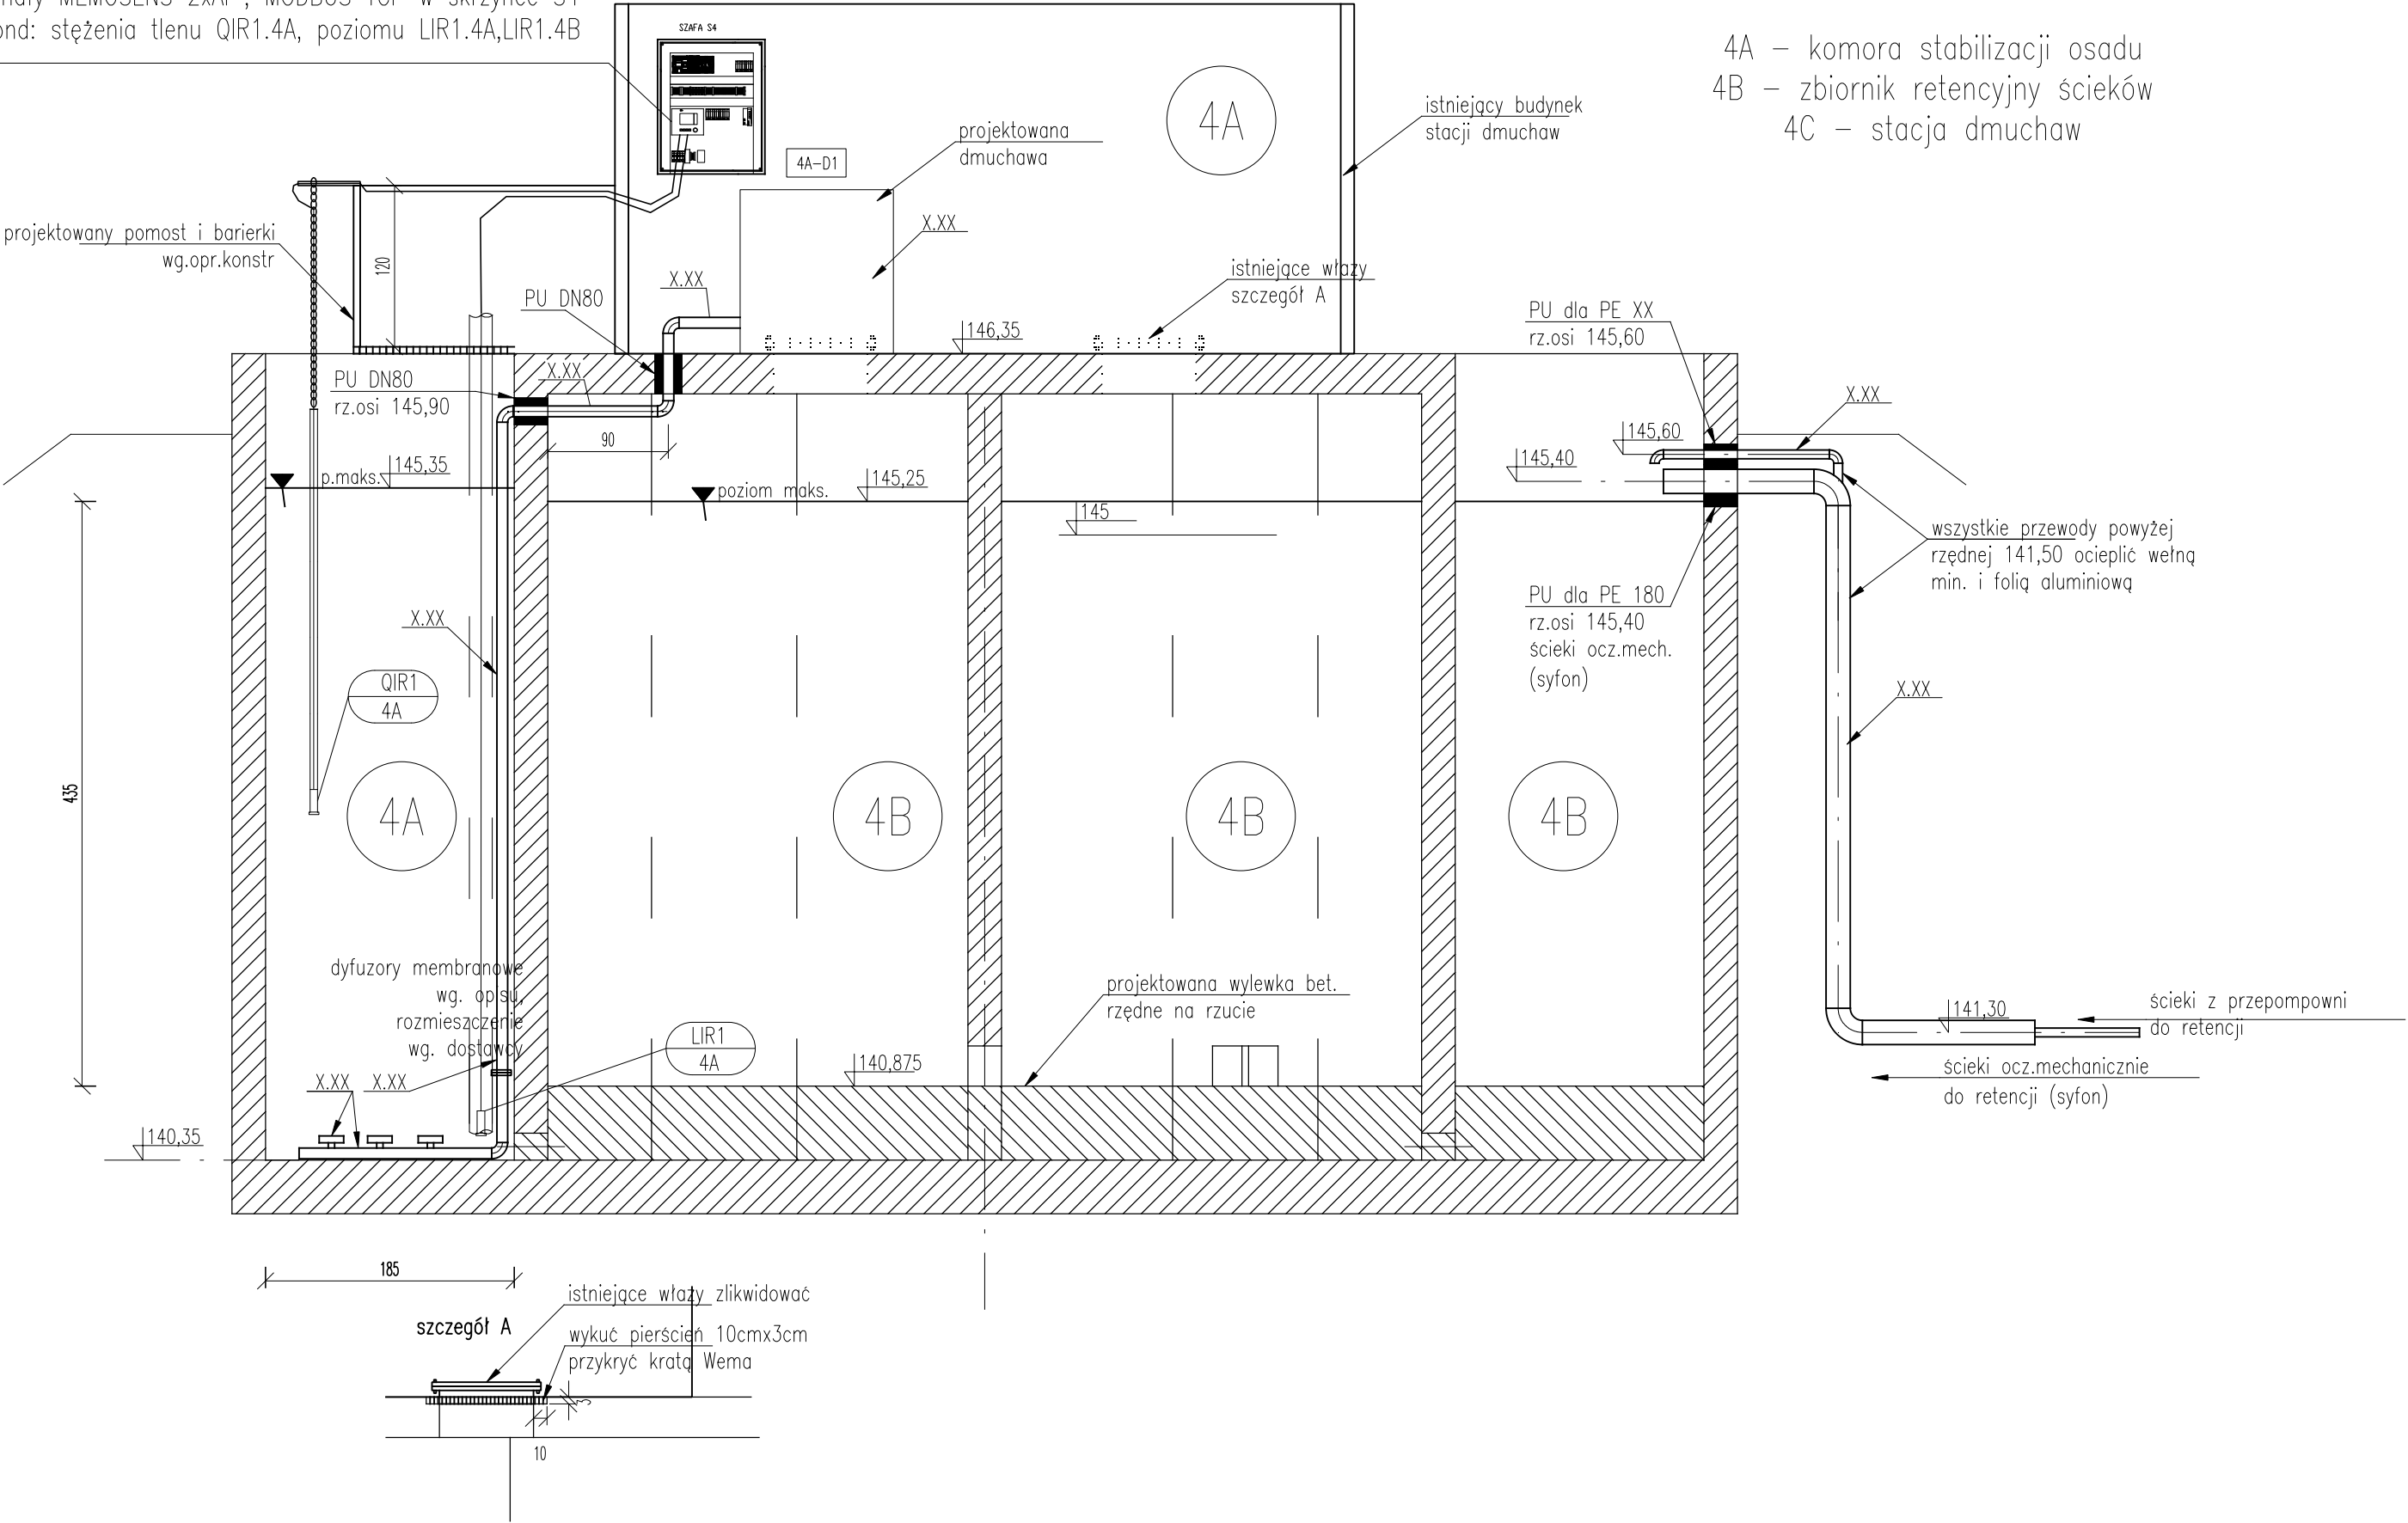 MEMOSENS 2xAP, MODBUS TCP w skrzynce S4
stężenia tlenu QIR1.4A, poziomu LIR1.4A,LIR1.4B
SZAFA S4
4A
4A – komora stabilizacji osadu
4B – zbiornik retencyjny ścieków
4C – stacja dmuchaw
istniejący budynek
stacji dmuchaw
projektowana
dmuchawa
4A-D1
X.XX
projektowany pomost i barierki
wg.opr.konstr
120
X.XX
PU DN80
istniejące włazy
szczegół A
146,35
PU dla PE XX
rz.osi 145,60
PU DN80
rz.osi 145,90
X.XX
90
X.XX
145,60
145,40
p.maks.
145,35
poziom maks.
145,25
145
wszystkie przewody powyżej
rzędnej 141,50 ocieplić wełną
min. i folią aluminiową
PU dla PE 180
rz.osi 145,40
ścieki ocz.mech.
(syfon)
X.XX
X.XX
QIR1
4A
435
4A
4B
4B
4B
dyfuzory membranowe
wg. opisu,
rozmieszczenie
wg. dostawcy
X.XX
X.XX
LIR1
4A
projektowana wylewka bet.
rzędne na rzucie
140,875
140,35
141,30
ścieki z przepompowni
do retencji
ścieki ocz.mechanicznie
do retencji (syfon)
185
szczegół A
istniejące włazy zlikwidować
wykuć pierścień 10cmx3cm
przykryć kratą Wema
3
10